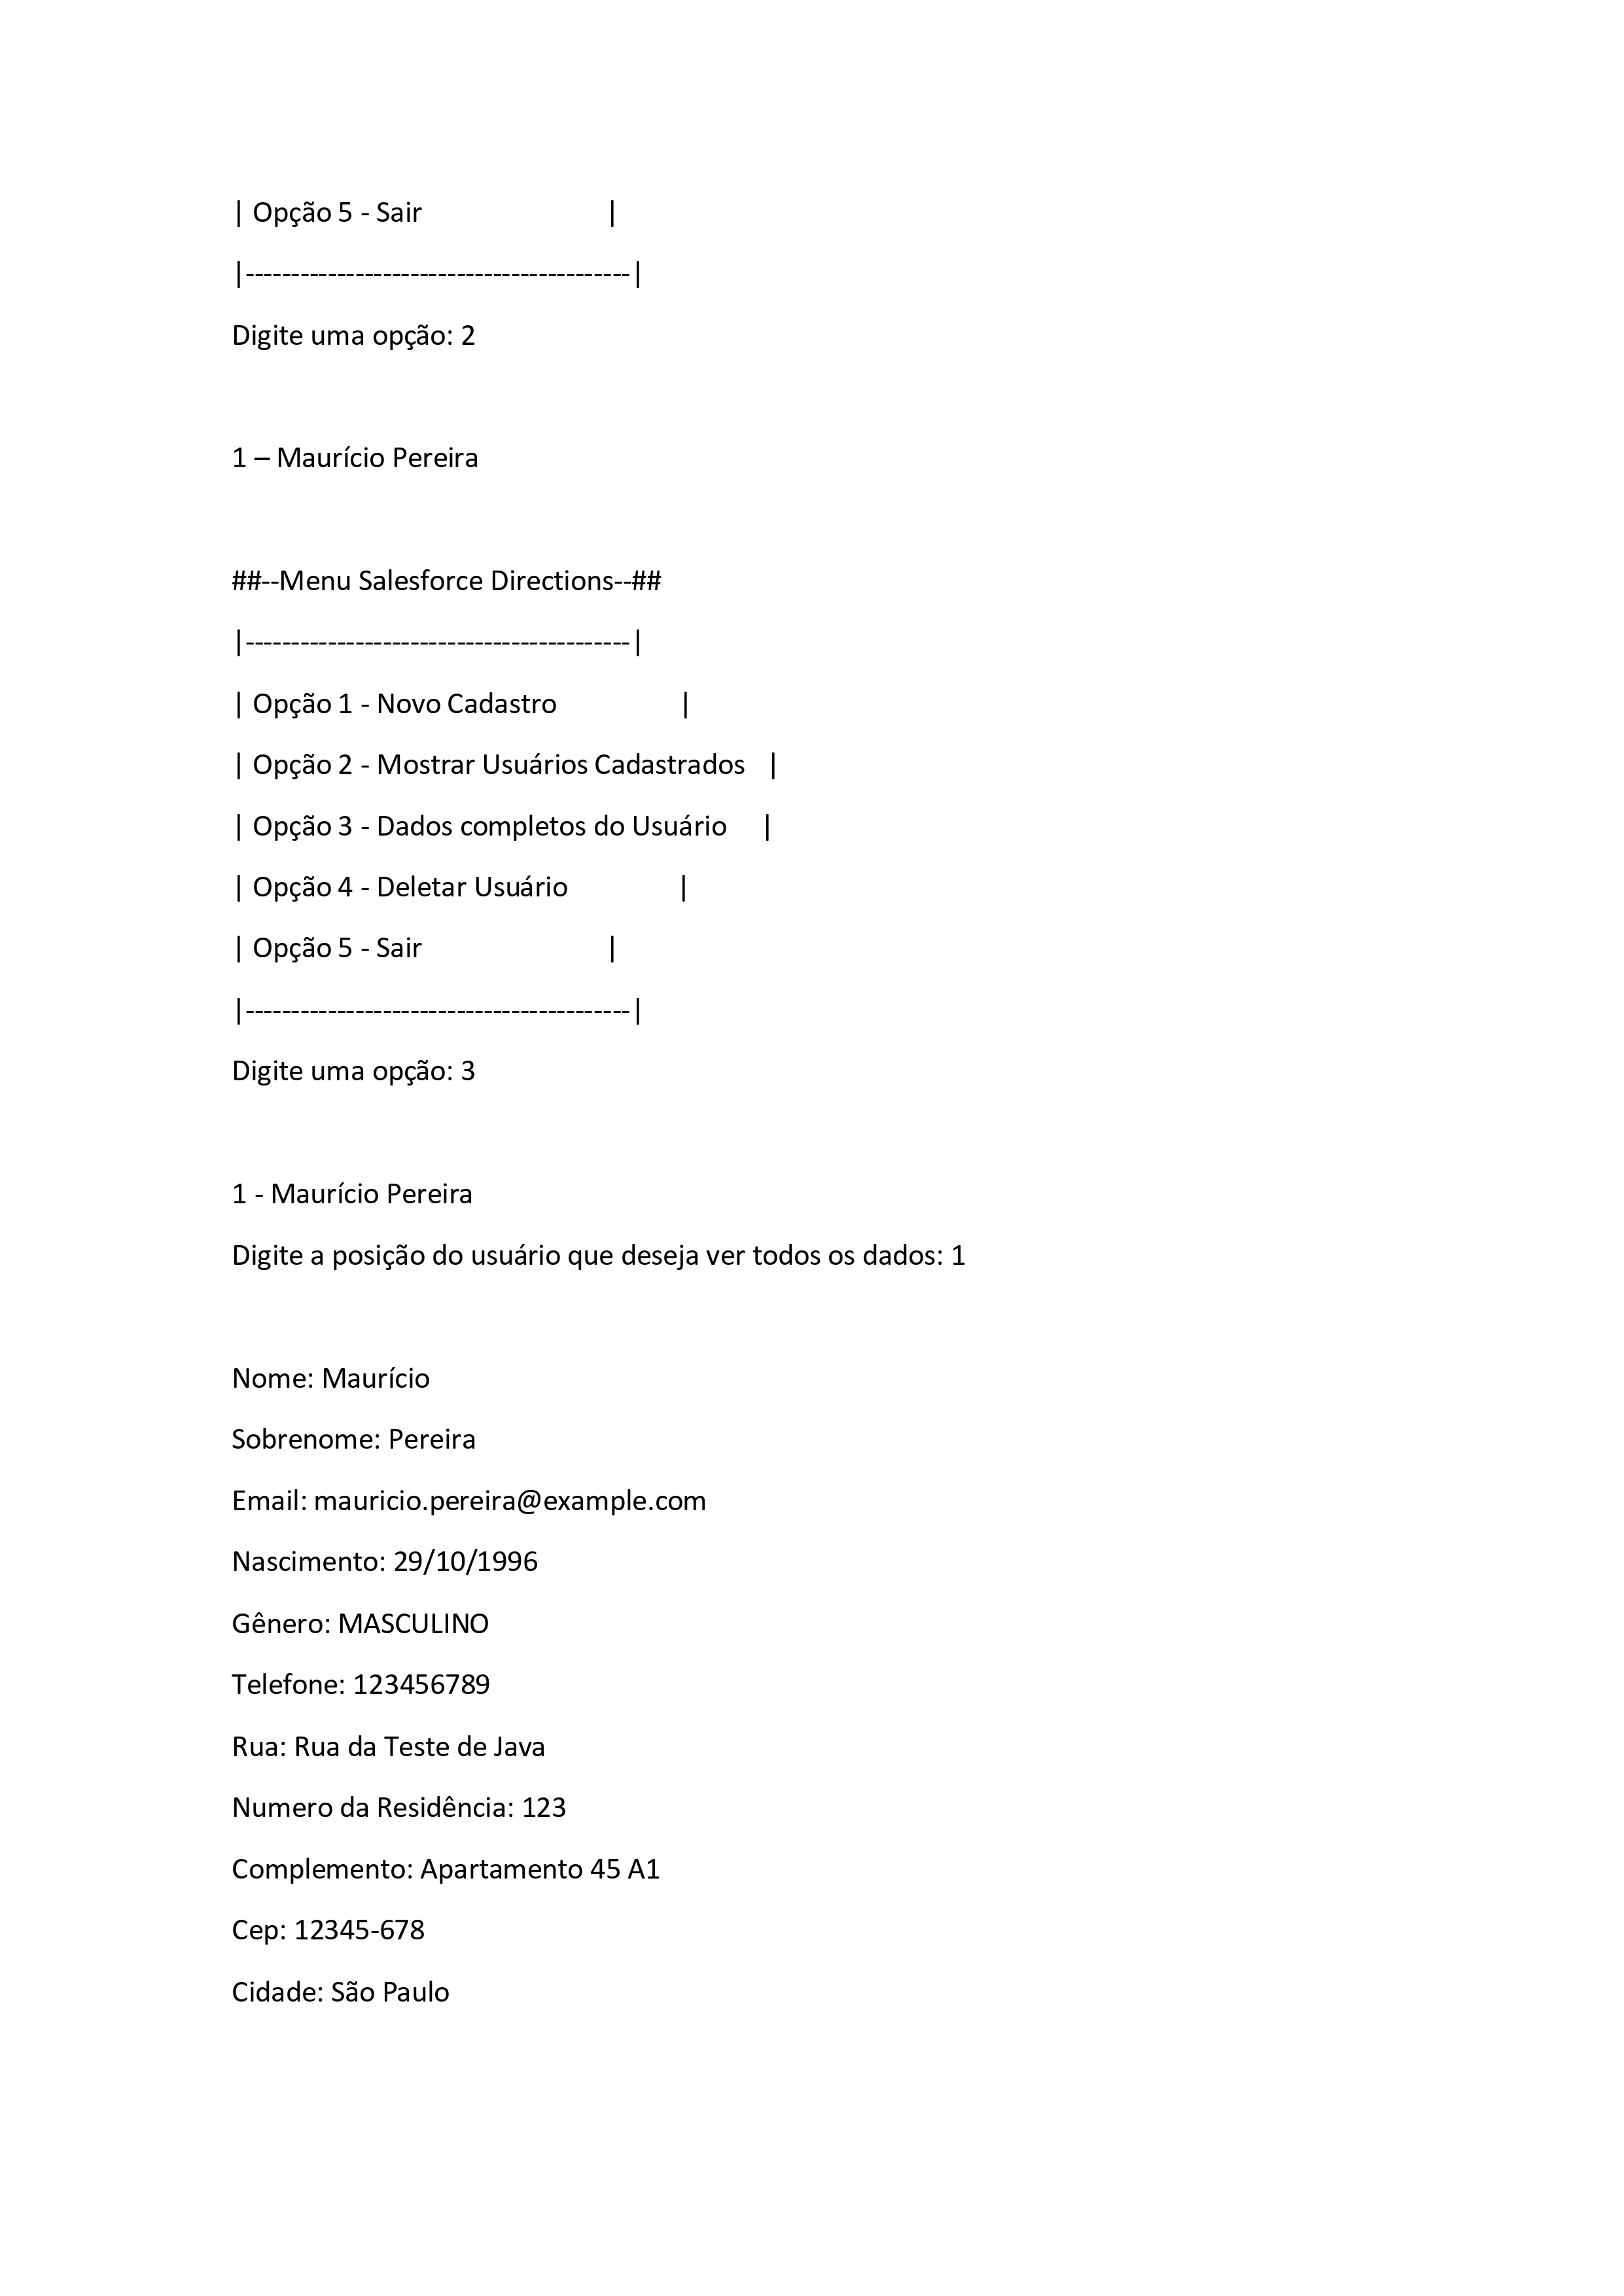 | Opção 5 - Sair |
|------------------------------------------|
Digite uma opção: 2
1 – Maurício Pereira
##--Menu Salesforce Directions--##
|------------------------------------------|
| Opção 1 - Novo Cadastro |
| Opção 2 - Mostrar Usuários Cadastrados |
| Opção 3 - Dados completos do Usuário |
| Opção 4 - Deletar Usuário |
| Opção 5 - Sair |
|------------------------------------------|
Digite uma opção: 3
1 - Maurício Pereira
Digite a posição do usuário que deseja ver todos os dados: 1
Nome: Maurício
Sobrenome: Pereira
Email: mauricio.pereira@example.com
Nascimento: 29/10/1996
Gênero: MASCULINO
Telefone: 123456789
Rua: Rua da Teste de Java
Numero da Residência: 123
Complemento: Apartamento 45 A1
Cep: 12345-678
Cidade: São Paulo